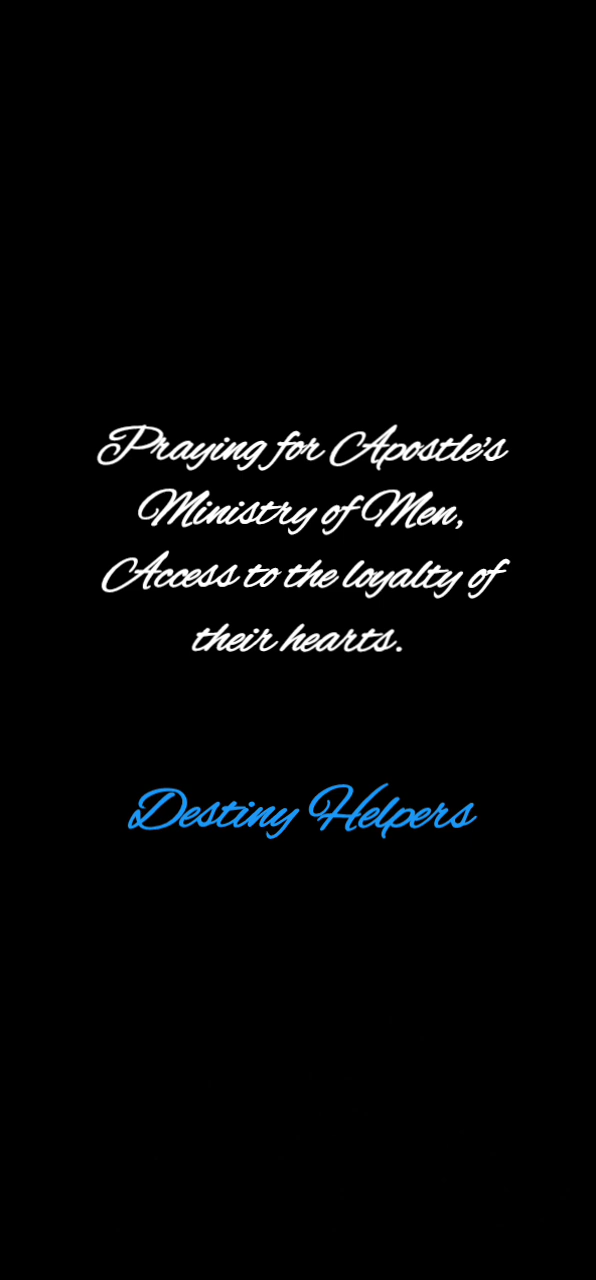 Praying for Apostle's
Ministry of Men,
Access to the loyalty of
their hearts.
Destiny Helpers